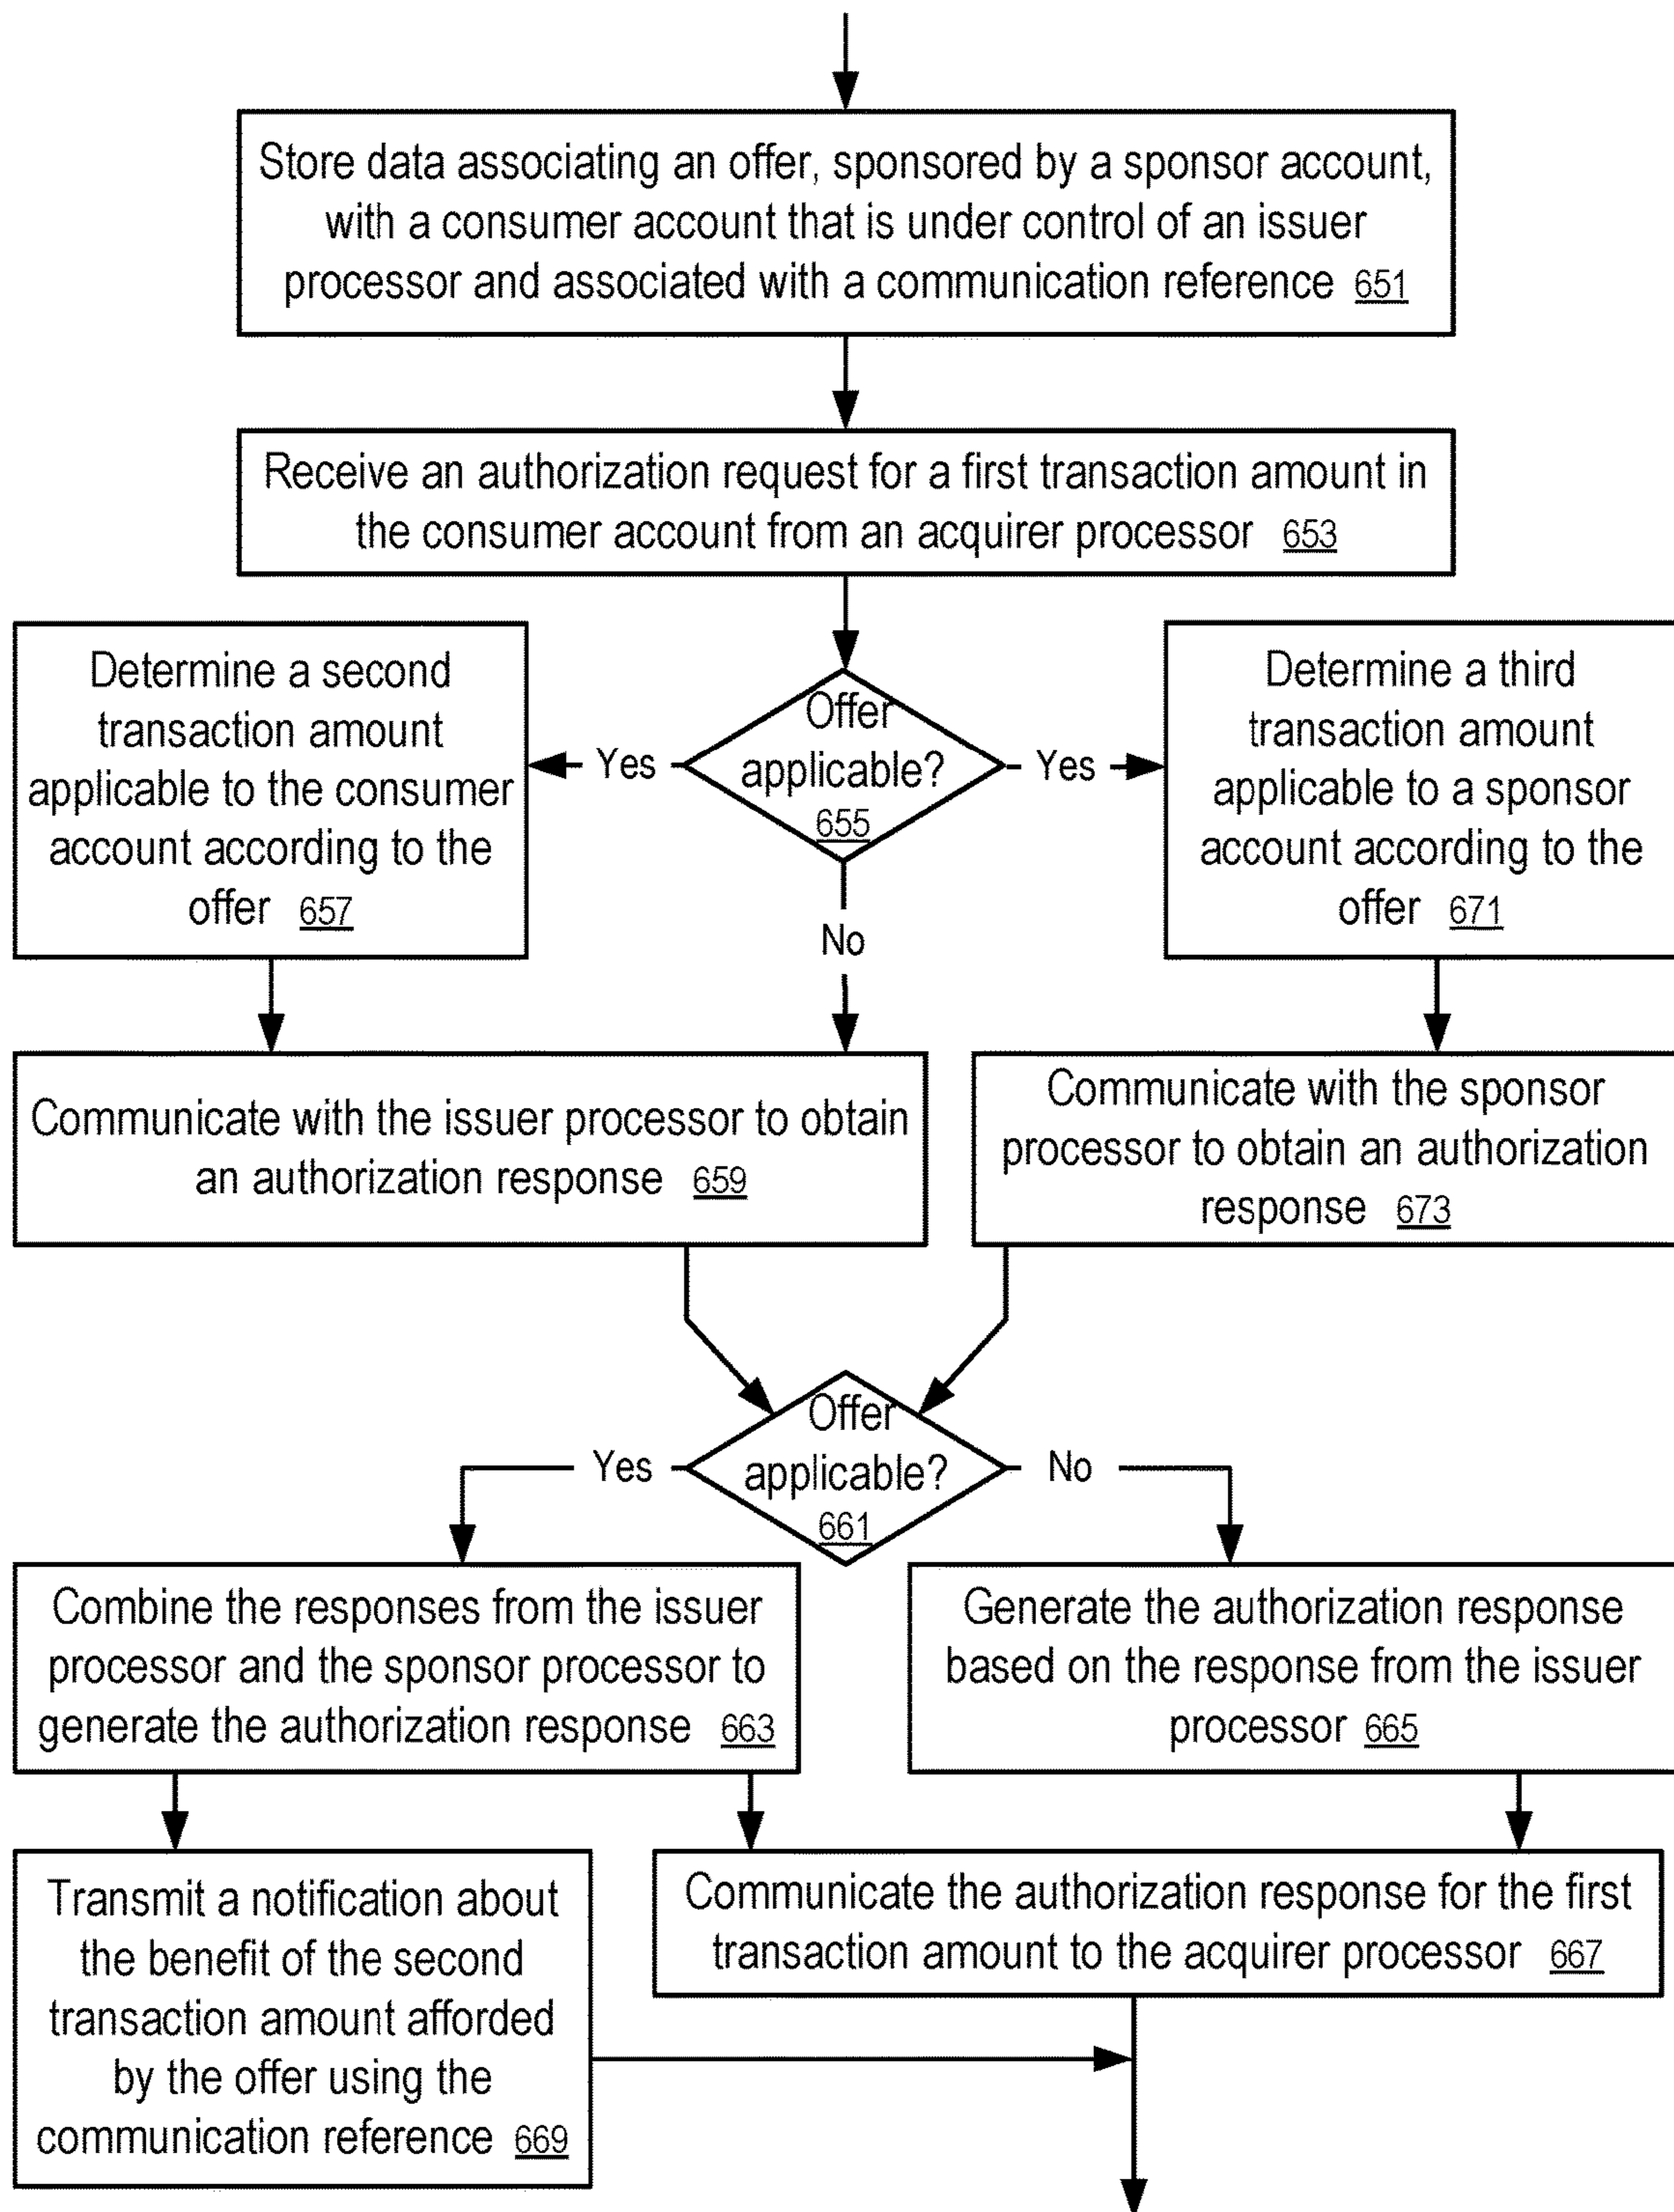 Store data associating an offer, sponsored by a sponsor account,
with a consumer account that is under control of an issuer
processor and associated with a communication reference 651
Receive an authorization request for a first transaction amount in
the consumer account from an acquirer processor 653
Determine a second
transaction amount
applicable to the consumer
account according to the
offer 657
Yes
Offer
applicable?
655
Yes
No
Determine a third
transaction amount
applicable to a sponsor
account according to the
offer 671
Communicate with the issuer processor to obtain
an authorization response 659
Communicate with the sponsor
processor to obtain an authorization
response 673
Yes
Offer
applicable?
661
No
Combine the responses from the issuer
processor and the sponsor processor to
generate the authorization response 663
Generate the authorization response
based on the response from the issuer
processor 665
Transmit a notification about
the benefit of the second
transaction amount afforded
by the offer using the
communication reference 669
Communicate the authorization response for the first
transaction amount to the acquirer processor 667